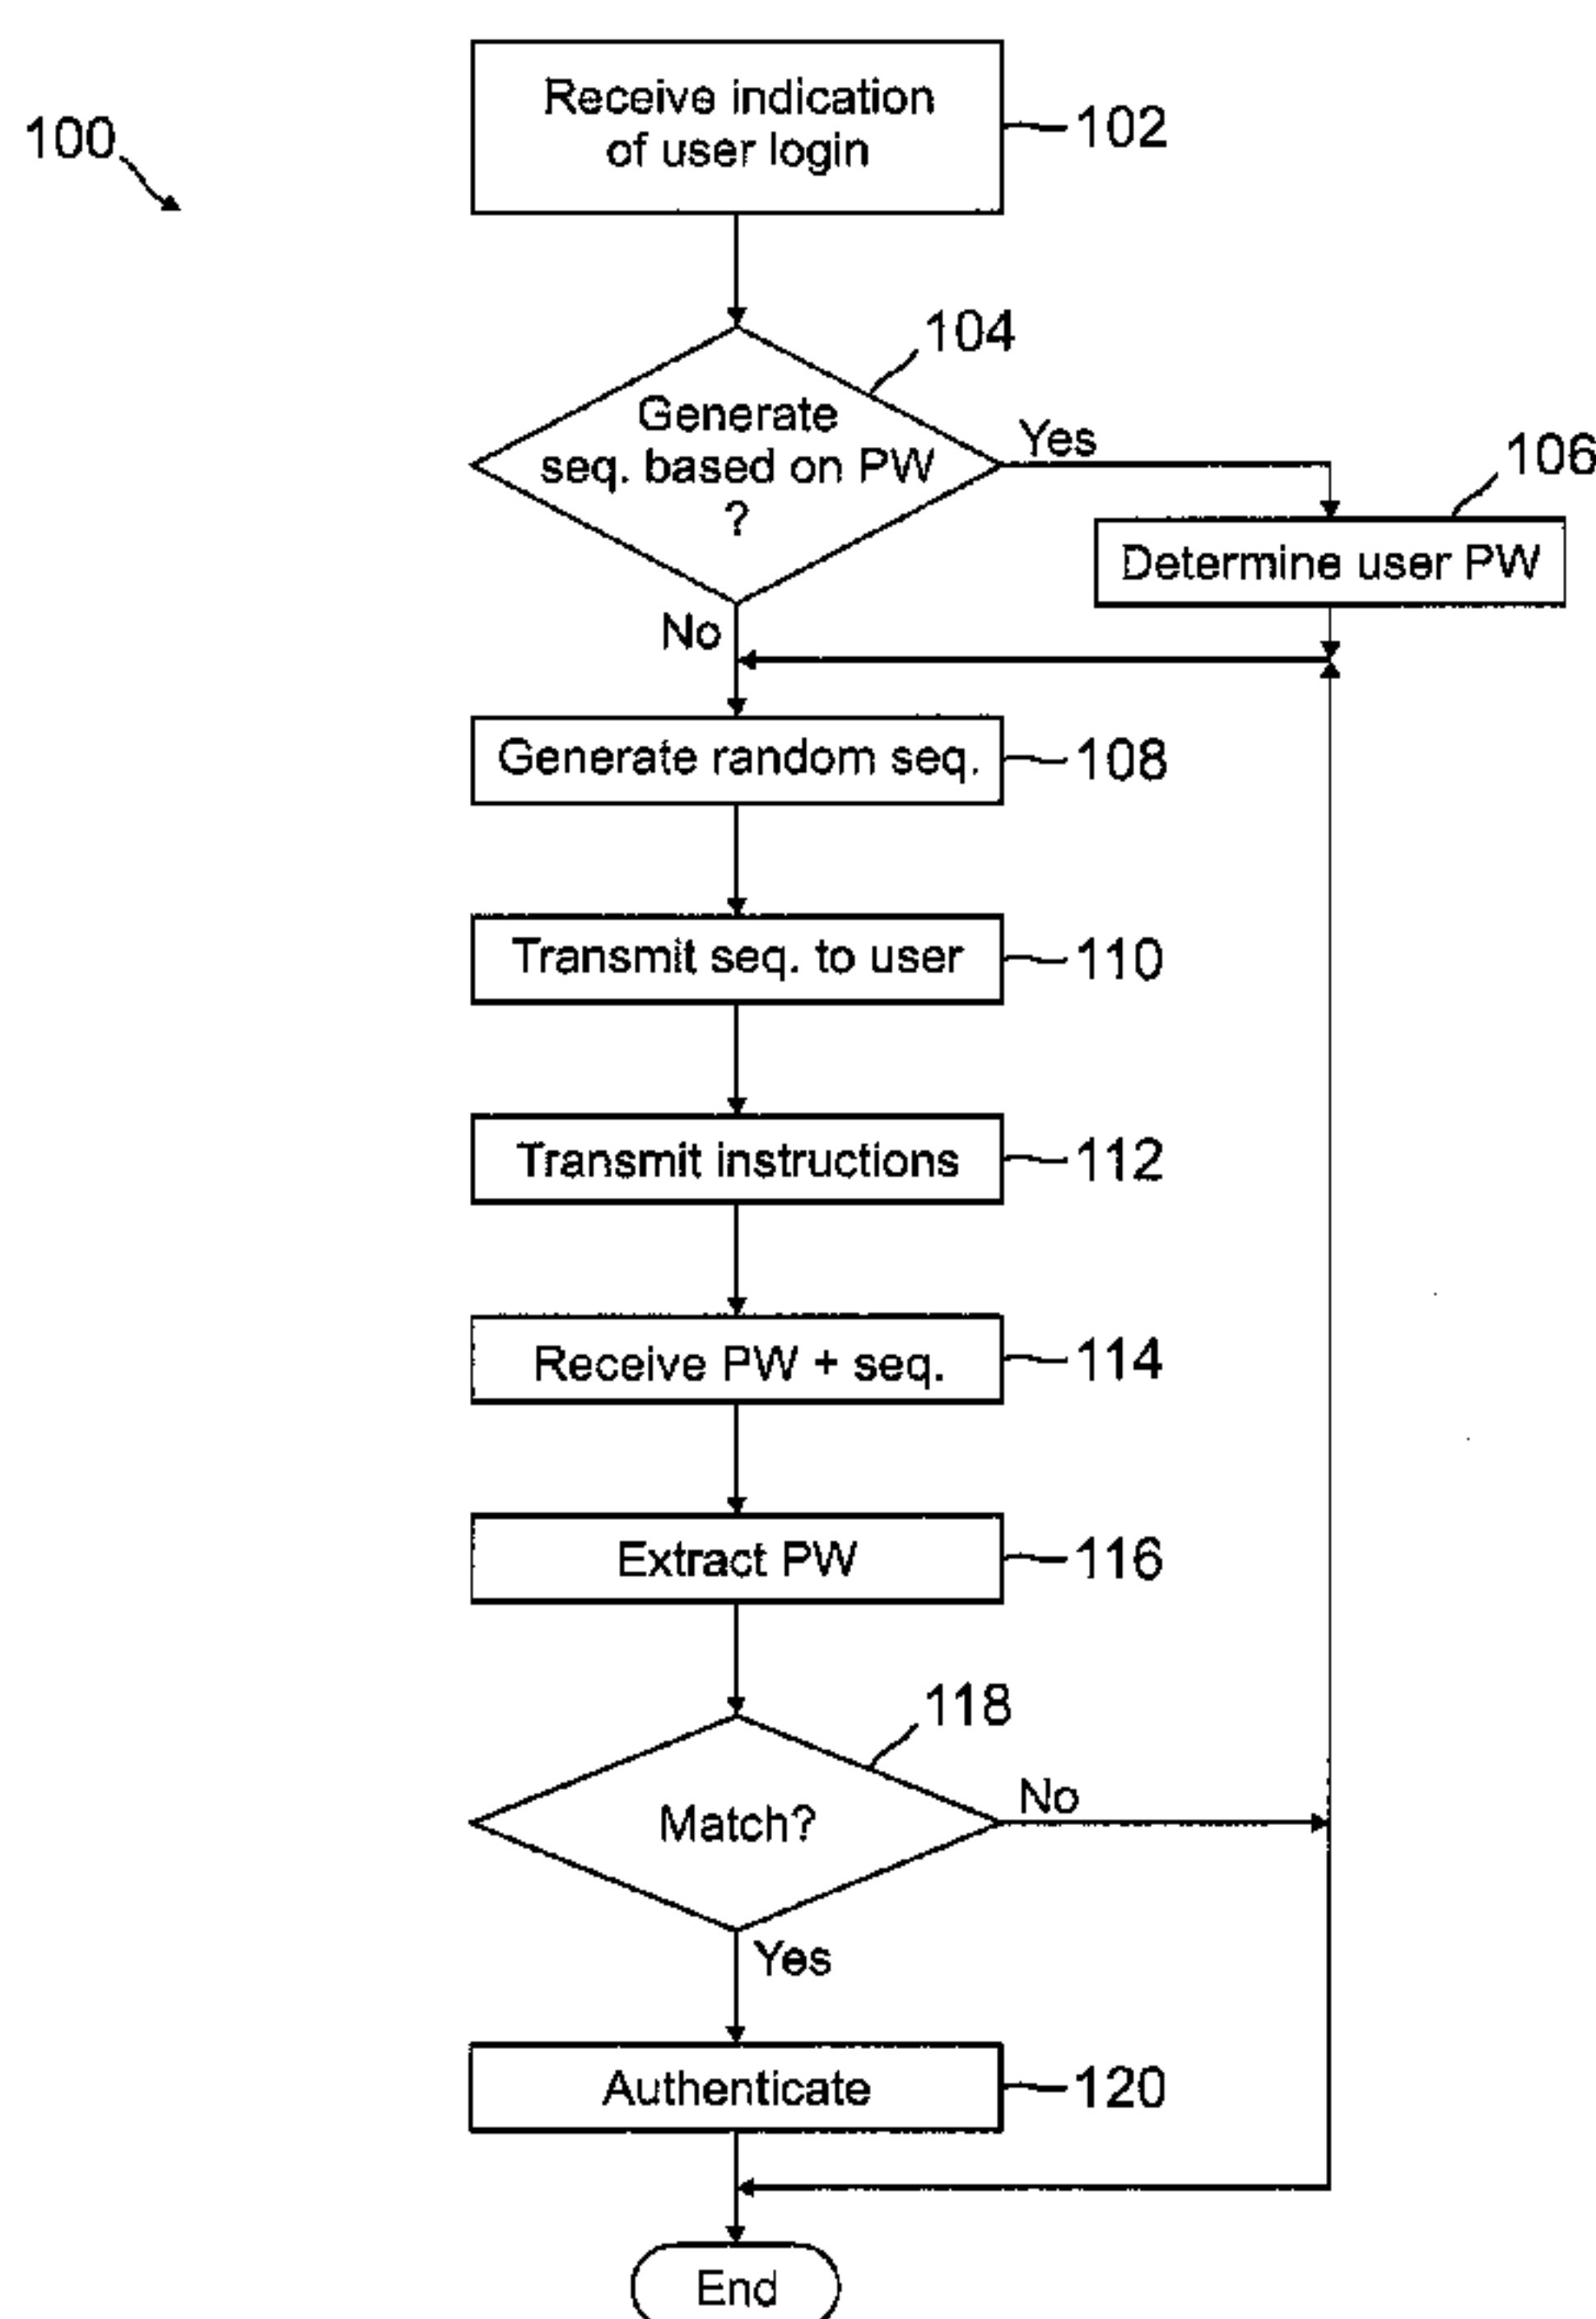 100
Receive indication
of user login
102
104
Generate
seq. based on PW
?
Yes
106
Determine user PW
No
Generate random seq.
108
Transmit seq. to user
110
Transmit instructions
112
Receive PW + seq.
114
Extract PW
116
118
Match?
No
Yes
Authenticate
120
End